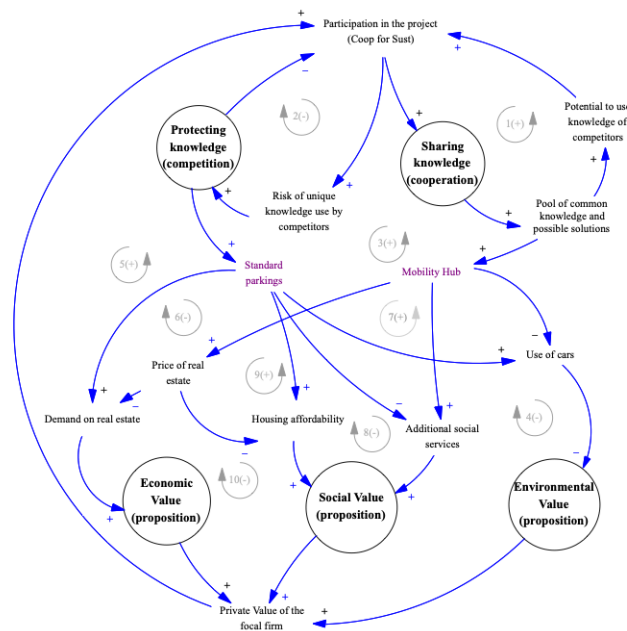 Participation in the project
(Coop for Sust)
+
+
−
2(-)
1(+)
Potential to use
knowledge of
competitors
Protecting
knowledge
(competition)
+
Sharing
knowledge
(cooperation)
+
+
+
Risk of unique
knowledge use by
competitors
+
Pool of common
knowledge and
possible solutions
+
3(+)
+
5(+)
Standard
parkings
Mobility Hub
6(-)
7(+)
+
−
+
Use of cars
Price of real
estate
9(+)
+
−
+
−
+
Demand on real estate
Housing affordability
8(-)
Additional social
services
4(-)
−
−
10(-)
Economic
Value
(proposition)
+
+
Social Value
(proposition)
+
Environmental
Value
(proposition)
+
+
+
Private Value of the
focal firm